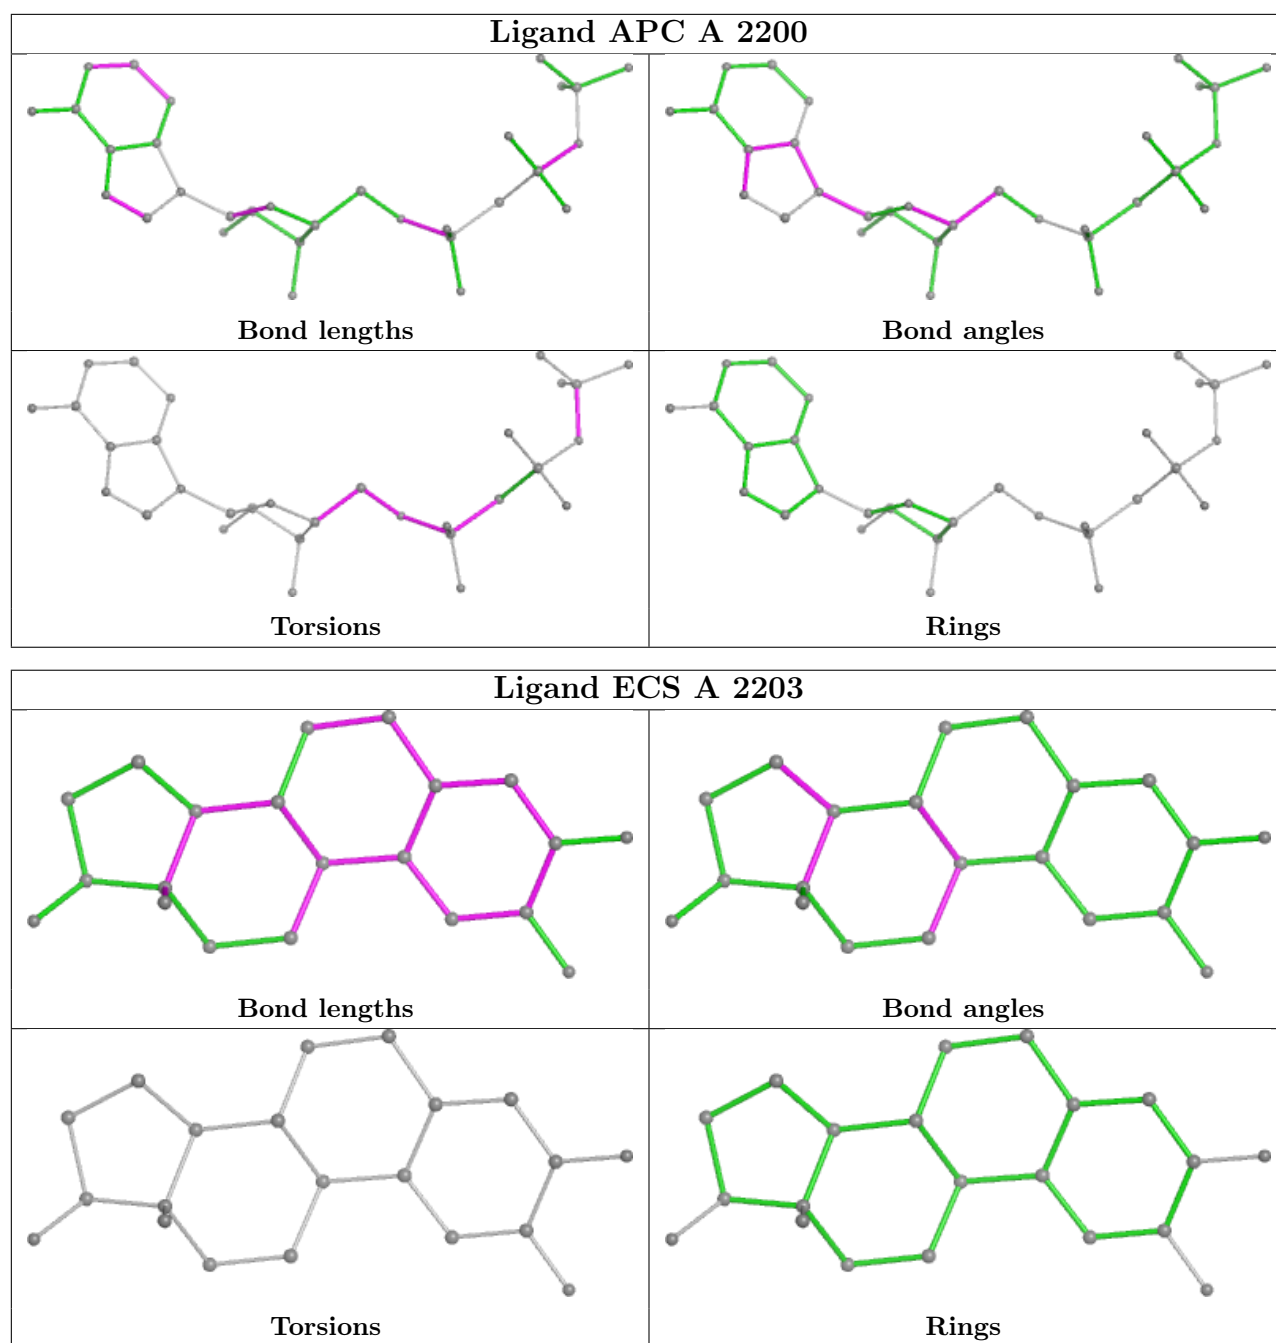 Ligand APC A 2200
Bond lengths
Bond angles
Torsions
Rings
Ligand ECS A 2203
Bond lengths
Bond angles
Torsions
Rings